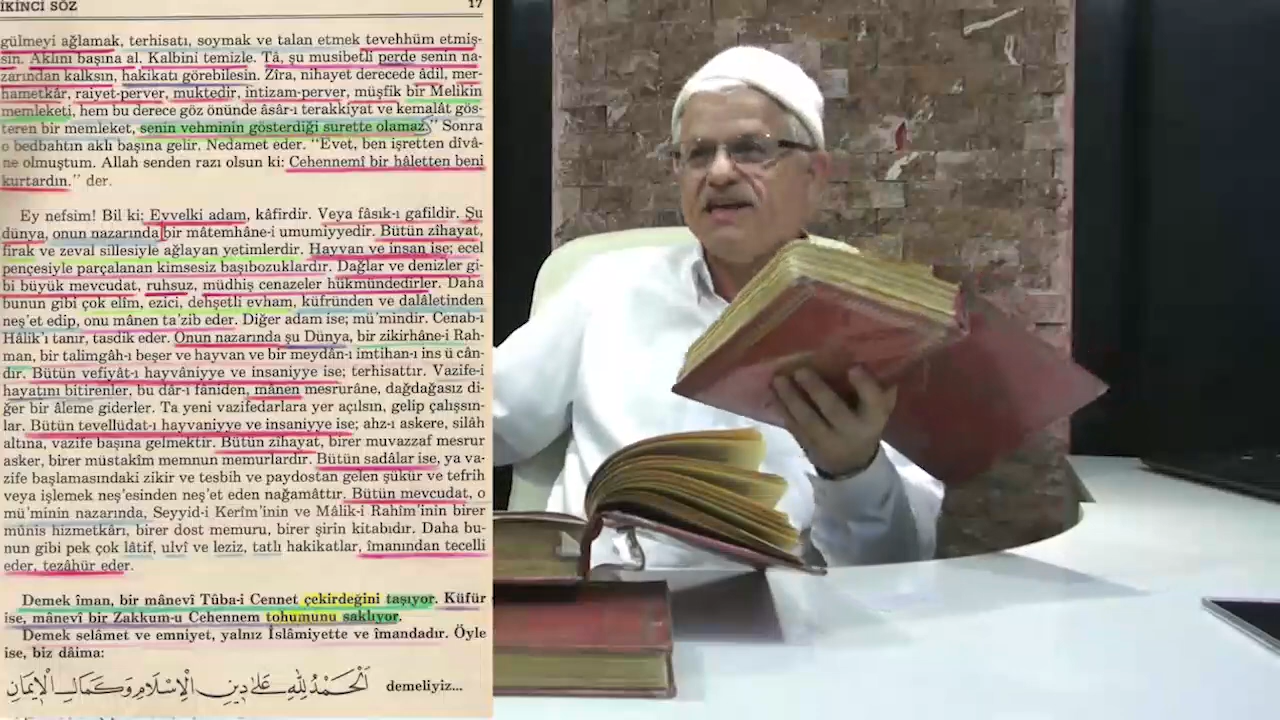 İKİNCİ SÖZ 17
gülmeyi ağlamak, terhisatı, soymak ve talan etmek tevehhüm etmiş-
sin. Aklını başına al. Kalbini temizle. Tâ, şu musibetli perde senin na-
zarından kalksın, hakikatı görebilesin. Zîra, nihayet derecede âdil, mer-
hametkâr, raiyet-perver, muktedir, intizam-perver, müşfik bir Melikin
memleketi, hem bu derece göz önünde âsâr-ı terakkiyat ve kemalât gös-
teren bir memleket, senin vehminin gösterdiği surette olamaz." Sonra
o bedbahtın aklı başına gelir. Nedamet eder. "Evet, ben işretten dîvâ-
ne olmuştum. Allah senden razı olsun ki: Cehennemî bir hâletten beni
kurtardın." der.
Ey nefsim! Bil ki: Evvelki adam, kâfirdir. Veya fâsık-ı gafildir. Şu
dünya, onun nazarında bir mâtemhâne-i umumiyyedir. Bütün zîhayat,
firak ve zeval sillesiyle ağlayan yetimlerdir. Hayvan ve insan ise; ecel
pençesiyle parçalanan kimsesiz başıbozuklardır. Dağlar ve denizler gi-
bi büyük mevcudat, ruhsuz, müdhiş cenazeler hükmündedirler. Daha
bunun gibi çok elîm, ezici, dehşetli evham, küfründen ve dalâletinden
neş'et edip, onu mânen ta'zib eder. Diğer adam ise; mü'mindir. Cenab-ı
Hâlik'ı tanır, tasdik eder. Onun nazarında şu Dünya, bir zikirhâne-i Rah-
man, bir talimgâh-ı beşer ve hayvan ve bir meydân-ı imtihan-ı ins ü cân-
dır. Bütün vefiyât-ı hayvâniyye ve insaniyye ise; terhisattır. Vazife-i
hayatını bitirenler, bu dâr-ı fâniden, mânen mesrurâne, dağdağasız di-
ğer bir âleme giderler. Ta yeni vazifedarlara yer açılsın, gelip çalışsın-
lar. Bütün tevellüdat-ı hayvaniyye ve insaniyye ise; ahz-ı askere, silâh
altına, vazife başına gelmektir. Bütün zîhayat, birer muvazzaf mesrur
asker, birer müstakîm memnun memurlardır. Bütün sadâlar ise, ya va-
zife başlamasındaki zikir ve tesbih ve paydostan gelen şükür ve tefrih
veya işlemek neş'esinden neş'et eden nağamâttır. Bütün mevcudat, o
mü'minin nazarında, Seyyid-i Kerîm'inin ve Mâlik-i Rahîm'inin birer
mûnis hizmetkârı, birer dost memuru, birer şirin kitabıdır. Daha bu-
nun gibi pek çok lâtif, ulvî ve leziz, tatlı hakikatlar, îmanından tecelli
eder, tezâhür eder.
Demek îman, bir mânevî Tûba-i Cennet çekirdeğini taşıyor. Küfür
ise, mânevî bir Zakkum-u Cehennem tohumunu saklıyor.
Demek selâmet ve emniyet, yalnız İslâmiyette ve îmandadır. Öyle
ise, biz dâima:
اَلْحَمْدُ لِلّٰهِ عَلٰى دِينِ الْاِسْلَامِ وَكَمَالِ الْاِيمَانِ demeliyiz...